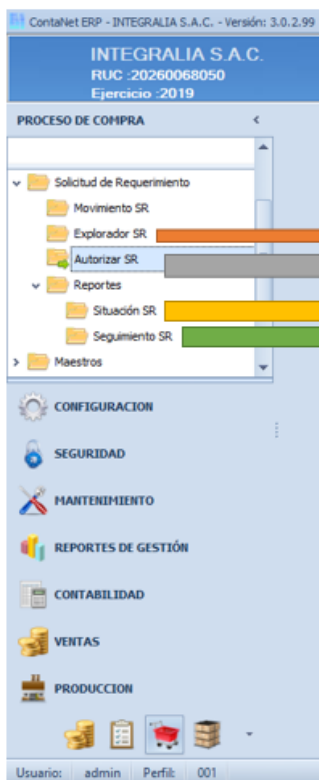 ContaNet ERP - INTEGRALIA S.A.C. - Versión: 3.0.2.99
INTEGRALIA S.A.C.
RUC :20260068050
Ejercicio :2019
PROCESO DE COMPRA
Solicitud de Requerimiento
Movimiento SR
Explorador SR
Autorizar SR
Reportes
Situación SR
Seguimiento SR
Maestros
CONFIGURACION
SEGURIDAD
MANTENIMIENTO
REPORTES DE GESTIÓN
CONTABILIDAD
VENTAS
PRODUCCION
Usuario: admin Perfil: 001